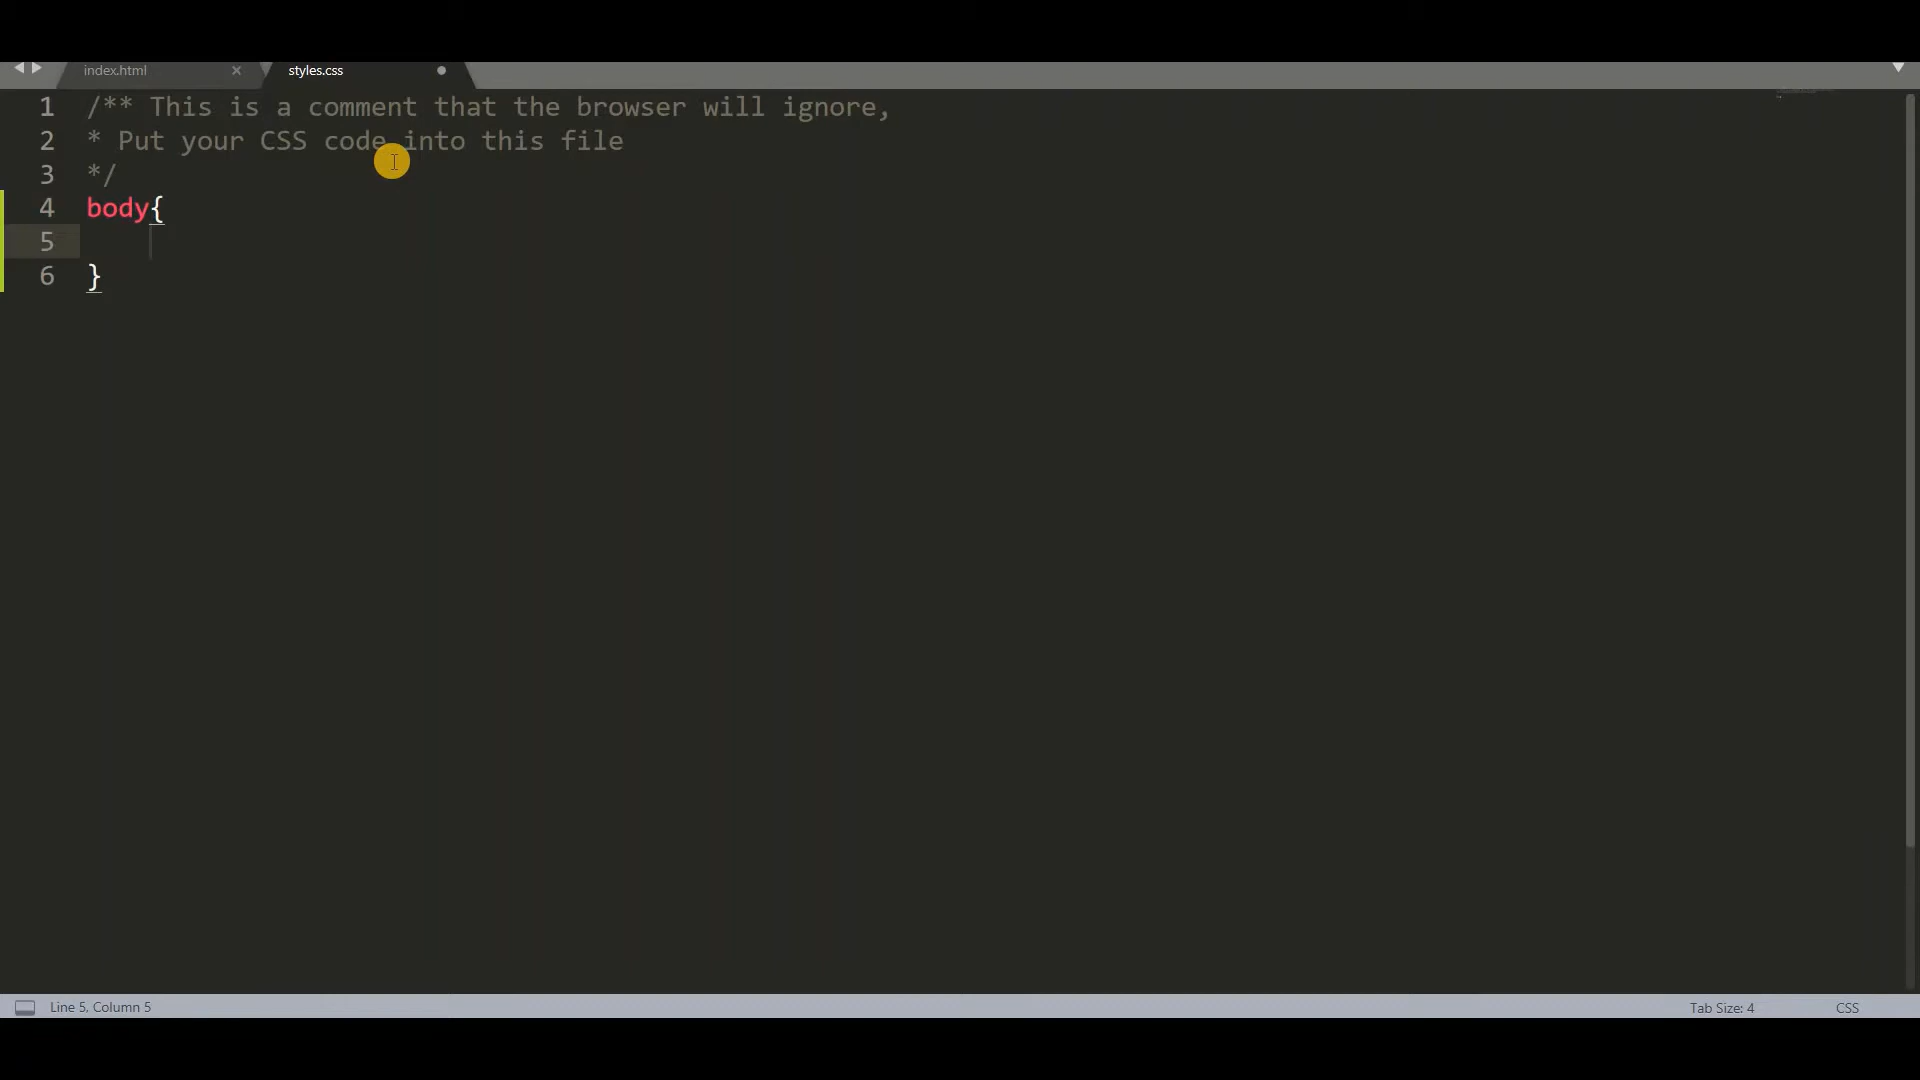 index.html
styles.css
1 /** This is a comment that the browser will ignore,
2 * Put your CSS code into this file
3 */
4 body{
5
6 }
Line 5, Column 5
Tab Size: 4
CSS